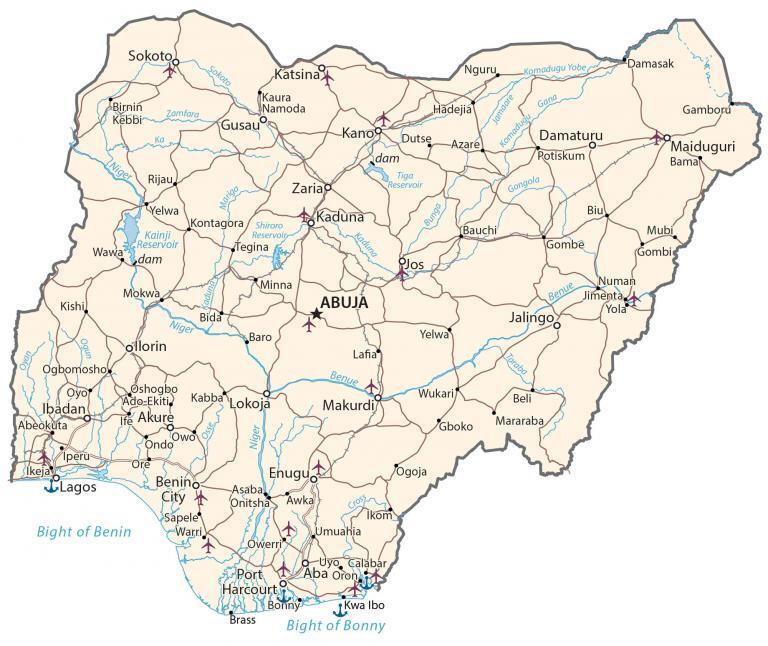 Sokoto
Katsina
Nguru
Komadugu Yobe
Damasak
Sokoto
Kaura
Namoda
Birnin
Kebbi
Zamfara
Gusau
Kano
Hadejia
Jamaare
Komadugu Gana
Gamboru
Ka
Dutse
Azare
Damaturu
Potiskum
Maiduguri
Bama
dam
Tiga
Reservoir
Niger
Rijau
Zaria
Gongola
Mariga
Bunga
Yelwa
Kaduna
Biu
Kontagora
Shiroro
Reservoir
Kainji
Reservoir
Kaduna
Bauchi
Gombe
Mubi
Gombi
Wawa
dam
Tegina
Jos
Minna
Numan
Jimenta
Yola
Benue
Mokwa
Kaduna
ABUJA
Kishi
Bida
Niger
Jalingo
Baro
Yelwa
Oyan
Ogun
Ilorin
Lafia
Taraba
Ogbomosho
Benue
Oyo
Oshogbo
Ado-Ekiti
Kabba
Lokoja
Makurdi
Wukari
Beli
Ibadan
Ife
Akure
Mararaba
Abeokuta
Owo
Osse
Niger
Gboko
Ondo
Iperu
Ore
Ikeja
Lagos
Enugu
Ogoja
Benin
City
Asaba
Onitsha
Awka
Cross
Ikom
Sapele
Bight of Benin
Warri
Owerri
Umuahia
Aba
Uyo
Oron
Calabar
Port
Harcourt
Bonny
Kwa Ibo
Brass
Bight of Bonny